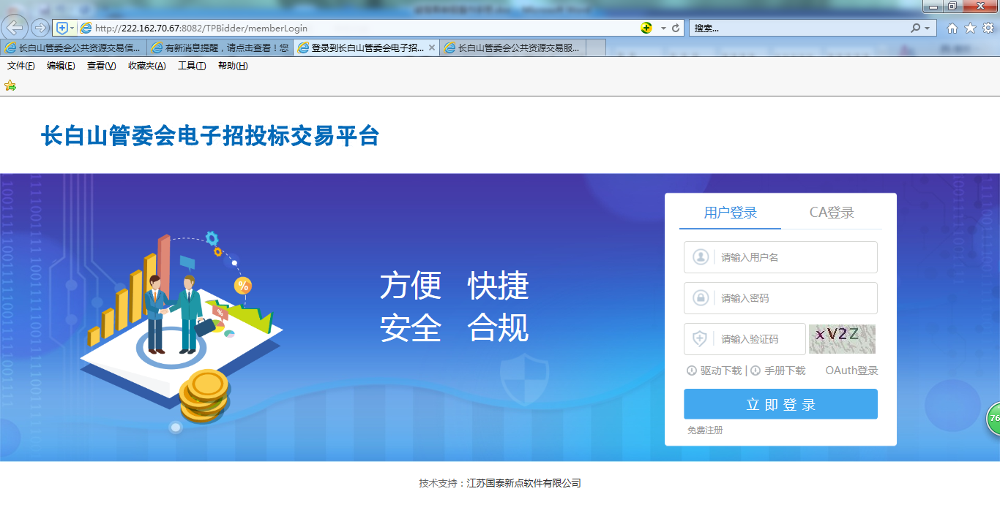 http://222.162.70.67:8082/TPBidder/memberLogin
搜索...
长白山管委会公共资源交易信...
有新消息提醒，请点击查看！您
登录到长白山管委会电子招...
长白山管委会公共资源交易服...
文件(F) 编辑(E) 查看(V) 收藏夹(A) 工具(T) 帮助(H)
长白山管委会电子招投标交易平台
方便 快捷
安全 合规
用户登录 CA登录
请输入用户名
请输入密码
请输入验证码 xV2Z
驱动下载 | 手册下载 OAuth登录
立即登录
免费注册
76
%
%
技术支持：江苏国泰新点软件有限公司